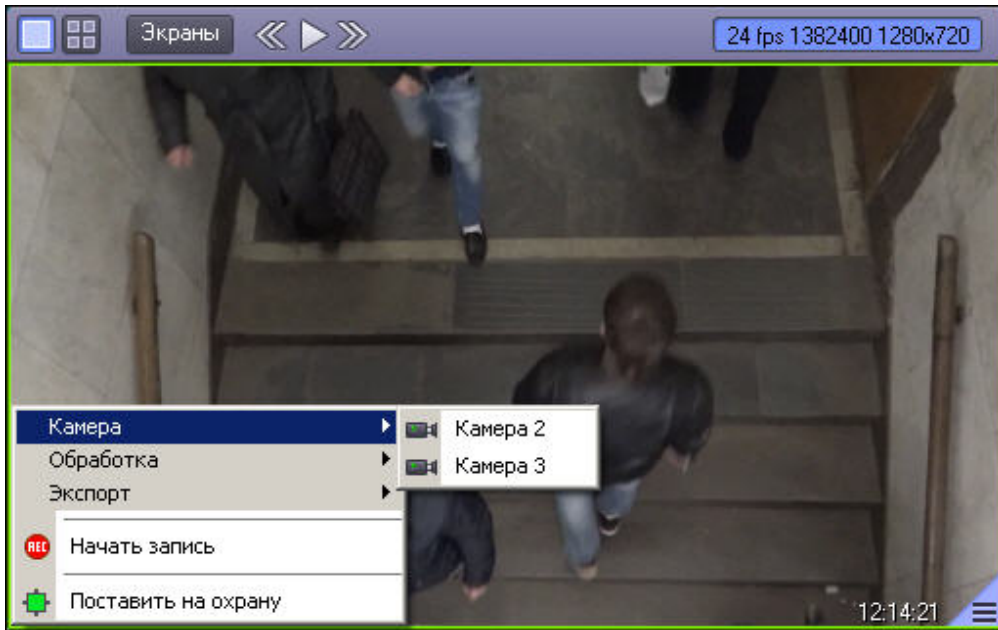 Экраны
24 fps 1382400 1280x720
Камера
Камера 2
Обработка
Камера 3
Экспорт
REC
Начать запись
Поставить на охрану
12:14:21